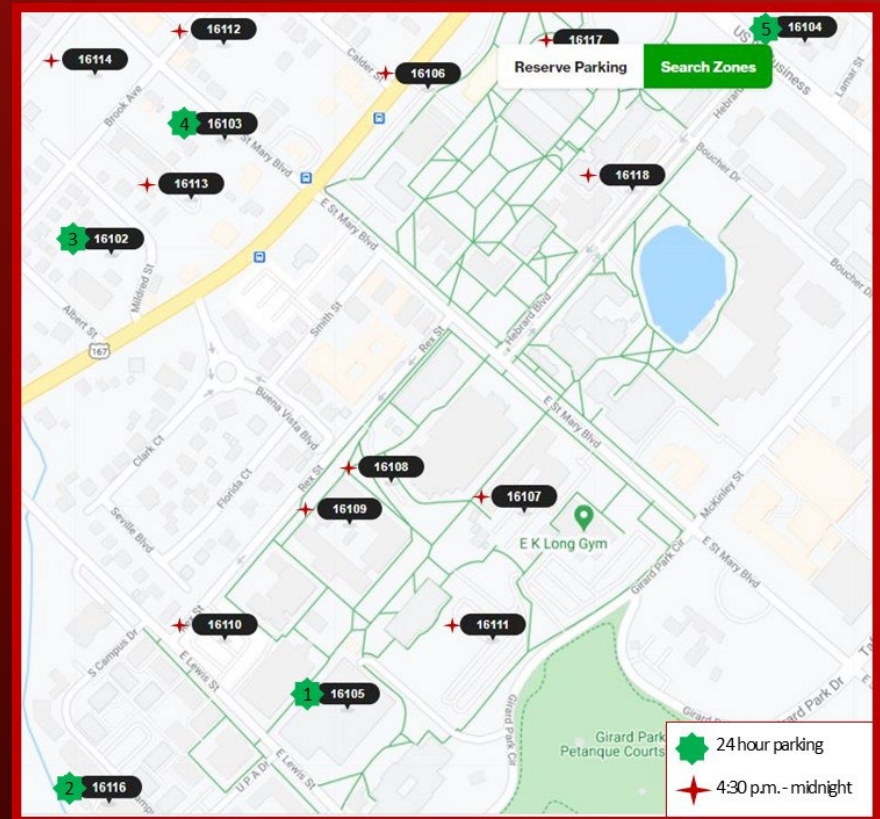 16112
16117
5 16104
16114
16106
Reserve Parking Search Zones
Calder St
Lamar St
Brook Ave
4 16103
St Mary Blvd
Boucher Dr
16113
16118
E St Mary Blvd
3 16102
Mildred St
Boucher Dr
Albert St
Smith St
Rex St
Hebrard Blvd
167
Buena Vista Blvd
E St Mary Blvd
Clark Ct
16108
Rex St
Florida Ct
16107
McKinley St
16109
Seville Blvd
E K Long Gym
E St Mary Blvd
Girard Park Cir
16110
16111
S Campus Dr
E Lewis St
1 16105
Girard Park Cir
Girard Park Dr
Girard Park
Petanque Courts
24 hour parking
E Lewis St
U P A Dr
2 16116
4:30 p.m. - midnight